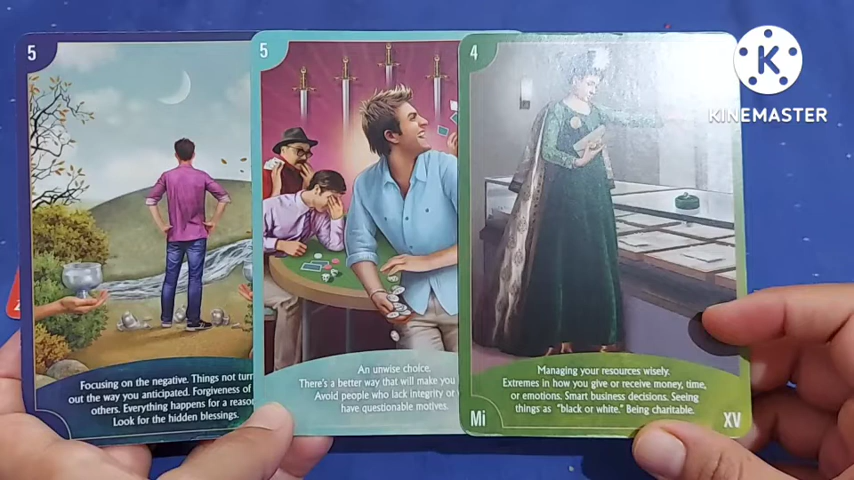 5
Focusing on the negative. Things not turn
out the way you anticipated. Forgiveness of
others. Everything happens for a reaso
Look for the hidden blessings.
5
An unwise choice.
There's a better way that will make you
Avoid people who lack integrity or
have questionable motives.
4
Managing your resources wisely.
Extremes in how you give or receive money, time,
or emotions. Smart business decisions. Seeing
things as "black or white." Being charitable.
Mi
XV
K
KINEMASTER